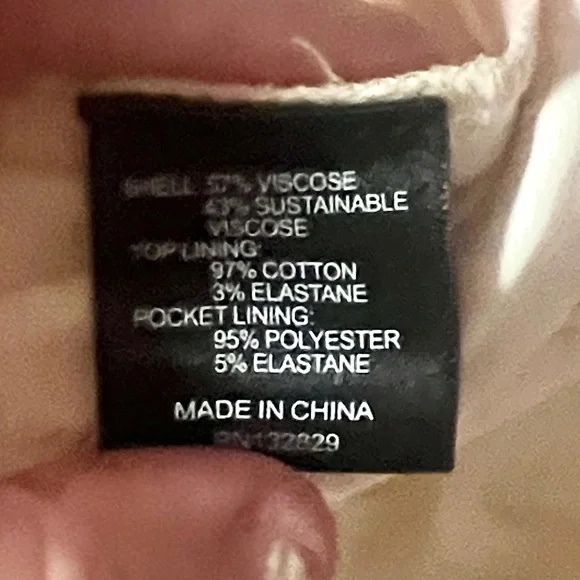 SHELL 57% VISCOSE
43% SUSTAINABLE
VISCOSE
TOP LINING:
97% COTTON
3% ELASTANE
POCKET LINING:
95% POLYESTER
5% ELASTANE
MADE IN CHINA
RN132829